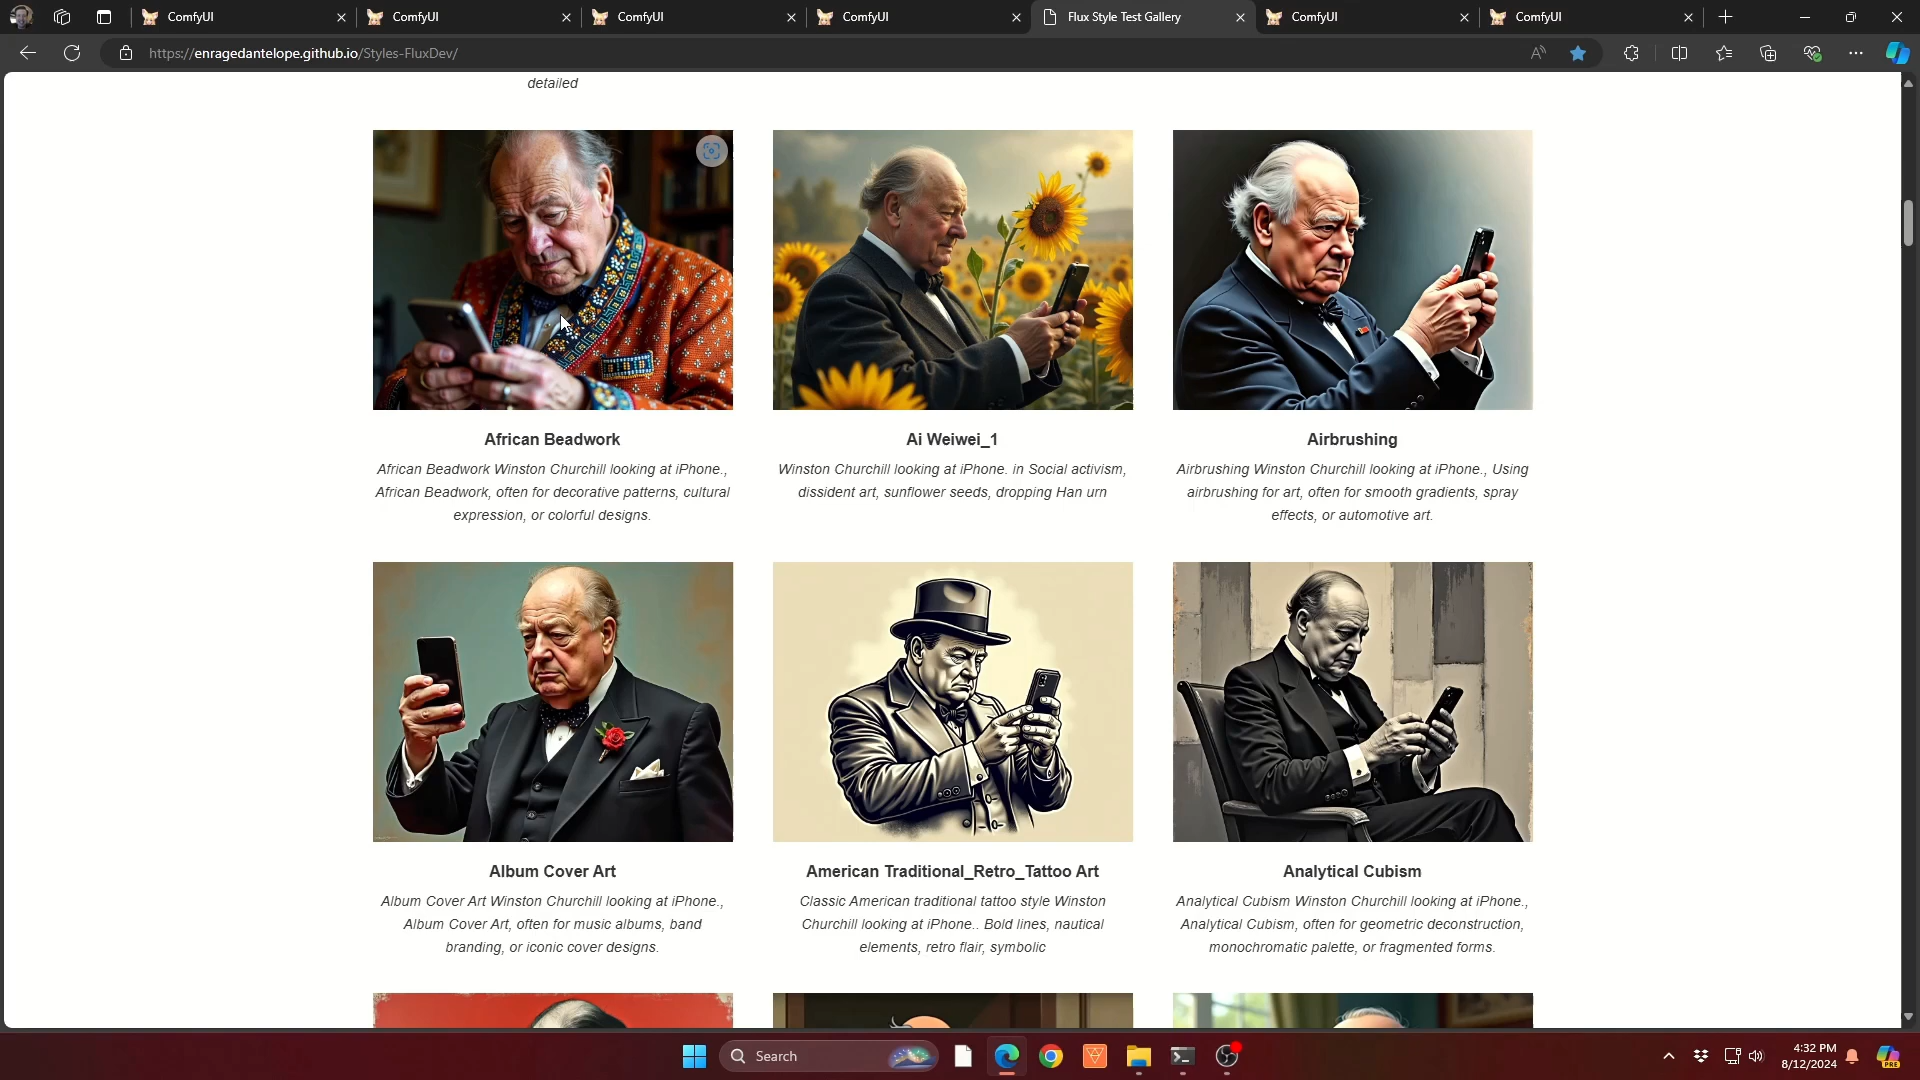 ComfyUI
ComfyUI
ComfyUI
ComfyUI
Flux Style Test Gallery
ComfyUI
ComfyUI
https://enragedantelope.github.io/Styles-FluxDev/
detailed
African Beadwork
African Beadwork Winston Churchill looking at iPhone.,
African Beadwork, often for decorative patterns, cultural
expression, or colorful designs.
Ai Weiwei_1
Winston Churchill looking at iPhone. in Social activism,
dissident art, sunflower seeds, dropping Han urn
Airbrushing
Airbrushing Winston Churchill looking at iPhone., Using
airbrushing for art, often for smooth gradients, spray
effects, or automotive art.
Album Cover Art
Album Cover Art Winston Churchill looking at iPhone.,
Album Cover Art, often for music albums, band
branding, or iconic cover designs.
American Traditional_Retro_Tattoo Art
Classic American traditional tattoo style Winston
Churchill looking at iPhone.. Bold lines, nautical
elements, retro flair, symbolic
Analytical Cubism
Analytical Cubism Winston Churchill looking at iPhone.,
Analytical Cubism, often for geometric deconstruction,
monochromatic palette, or fragmented forms.
Search
4:32 PM
8/12/2024
PRE